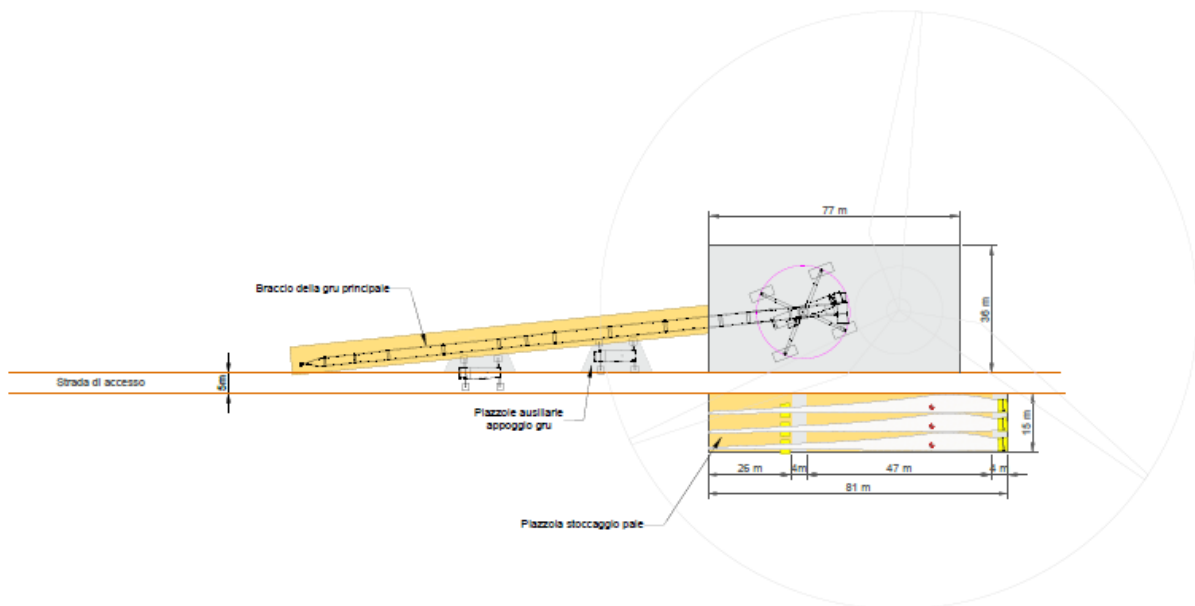 77 m
36 m
Braccio della gru principale
Strada di accesso
5m
Piazzole ausiliarie
appoggio gru
15 m
26 m
4m
47 m
4 m
81 m
Piazzola stoccaggio pale